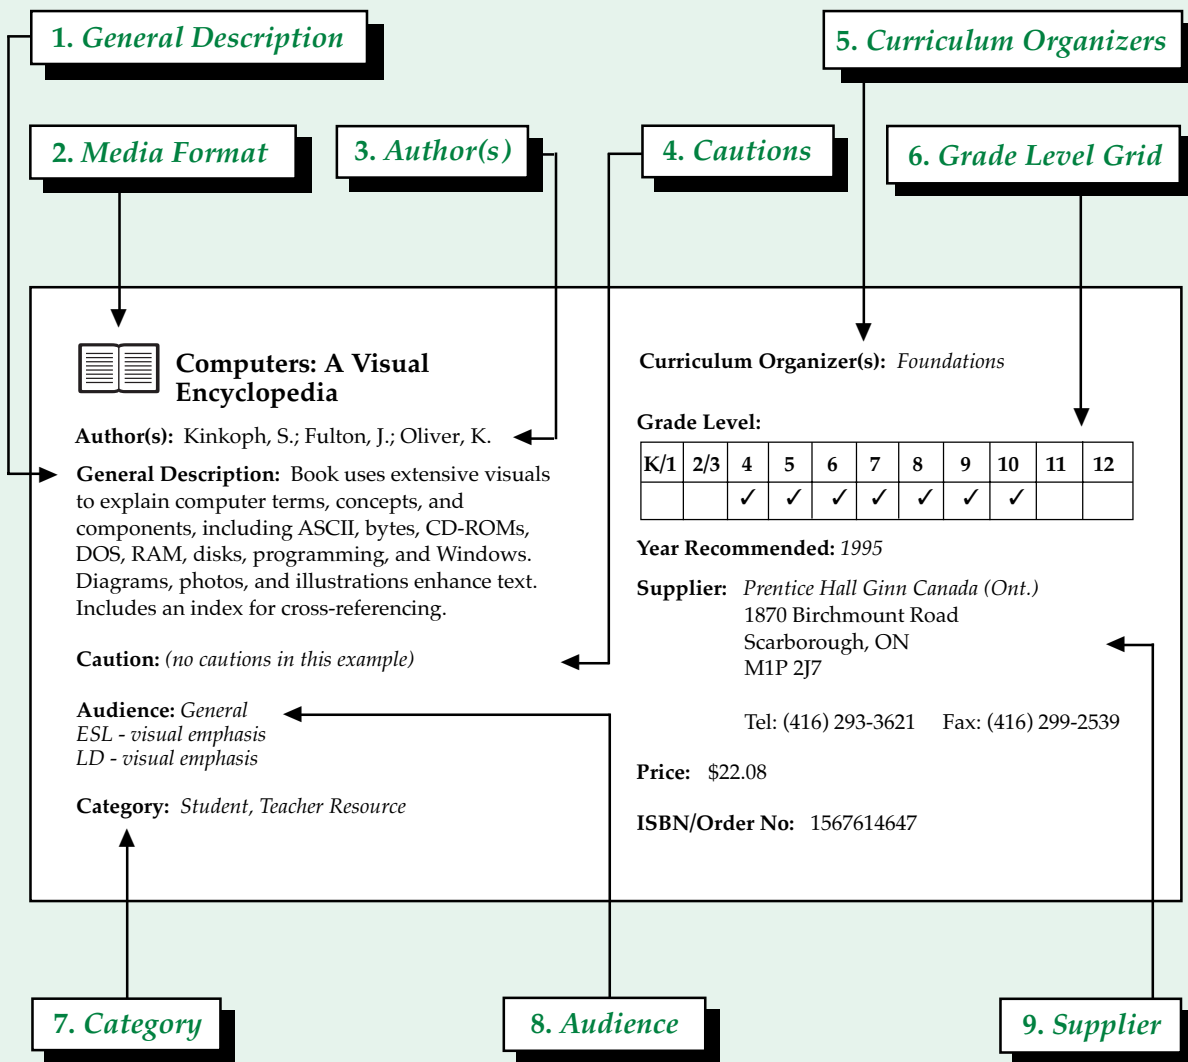 1. General Description
5. Curriculum Organizers
2. Media Format
3. Author(s)
4. Cautions
6. Grade Level Grid
Computers: A Visual
Encyclopedia
Author(s): Kinkoph, S.; Fulton, J.; Oliver, K.
General Description: Book uses extensive visuals
to explain computer terms, concepts, and
components, including ASCII, bytes, CD-ROMs,
DOS, RAM, disks, programming, and Windows.
Diagrams, photos, and illustrations enhance text.
Includes an index for cross-referencing.
Caution: (no cautions in this example)
Audience: General
ESL - visual emphasis
LD - visual emphasis
Category: Student, Teacher Resource
Curriculum Organizer(s): Foundations
Grade Level:
K/1 2/3 4 5 6 7 8 9 10 11 12
✓ ✓ ✓ ✓ ✓ ✓ ✓
Year Recommended: 1995
Supplier: Prentice Hall Ginn Canada (Ont.)
1870 Birchmount Road
Scarborough, ON
M1P 2J7
Tel: (416) 293-3621 Fax: (416) 299-2539
Price: $22.08
ISBN/Order No: 1567614647
7. Category
8. Audience
9. Supplier